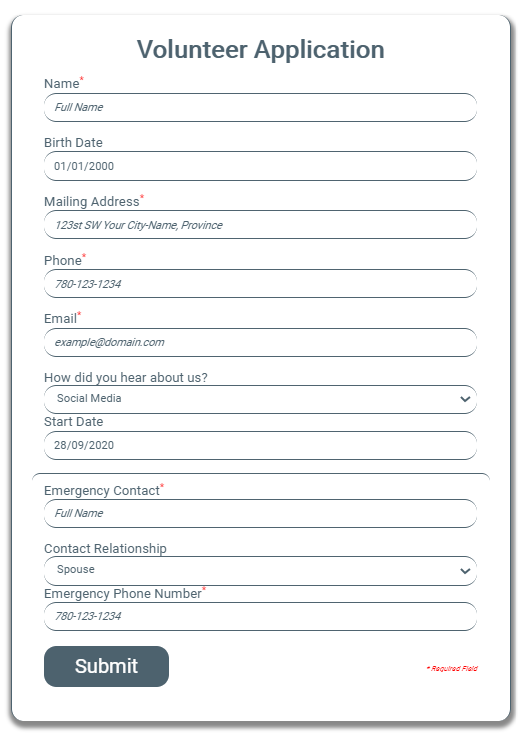 Volunteer Application
Name*
Full Name
Birth Date
01/01/2000
Mailing Address*
123st SW Your City-Name, Province
Phone*
780-123-1234
Email*
example@domain.com
How did you hear about us?
Social Media
Start Date
28/09/2020
Emergency Contact*
Full Name
Contact Relationship
Spouse
Emergency Phone Number*
780-123-1234
Submit
* Required Field